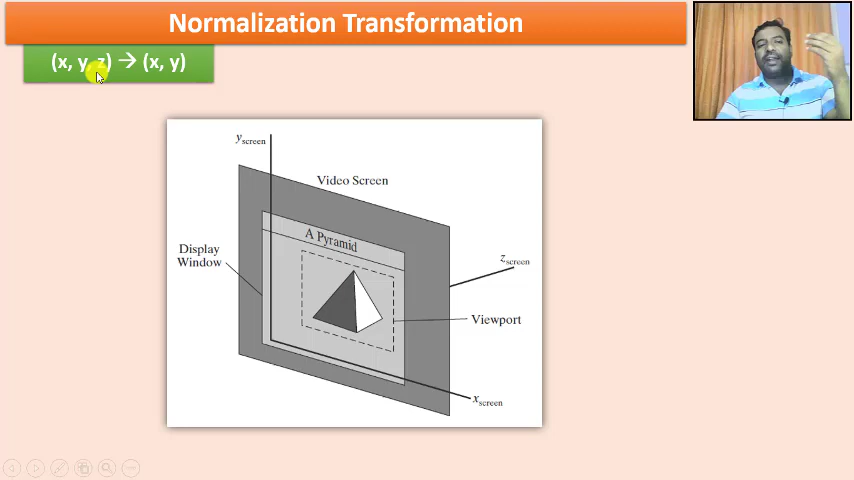 Normalization Transformation
(x, y, z) → (x, y)
y screen
Video Screen
A Pyramid
Display
Window
z screen
Viewport
x screen